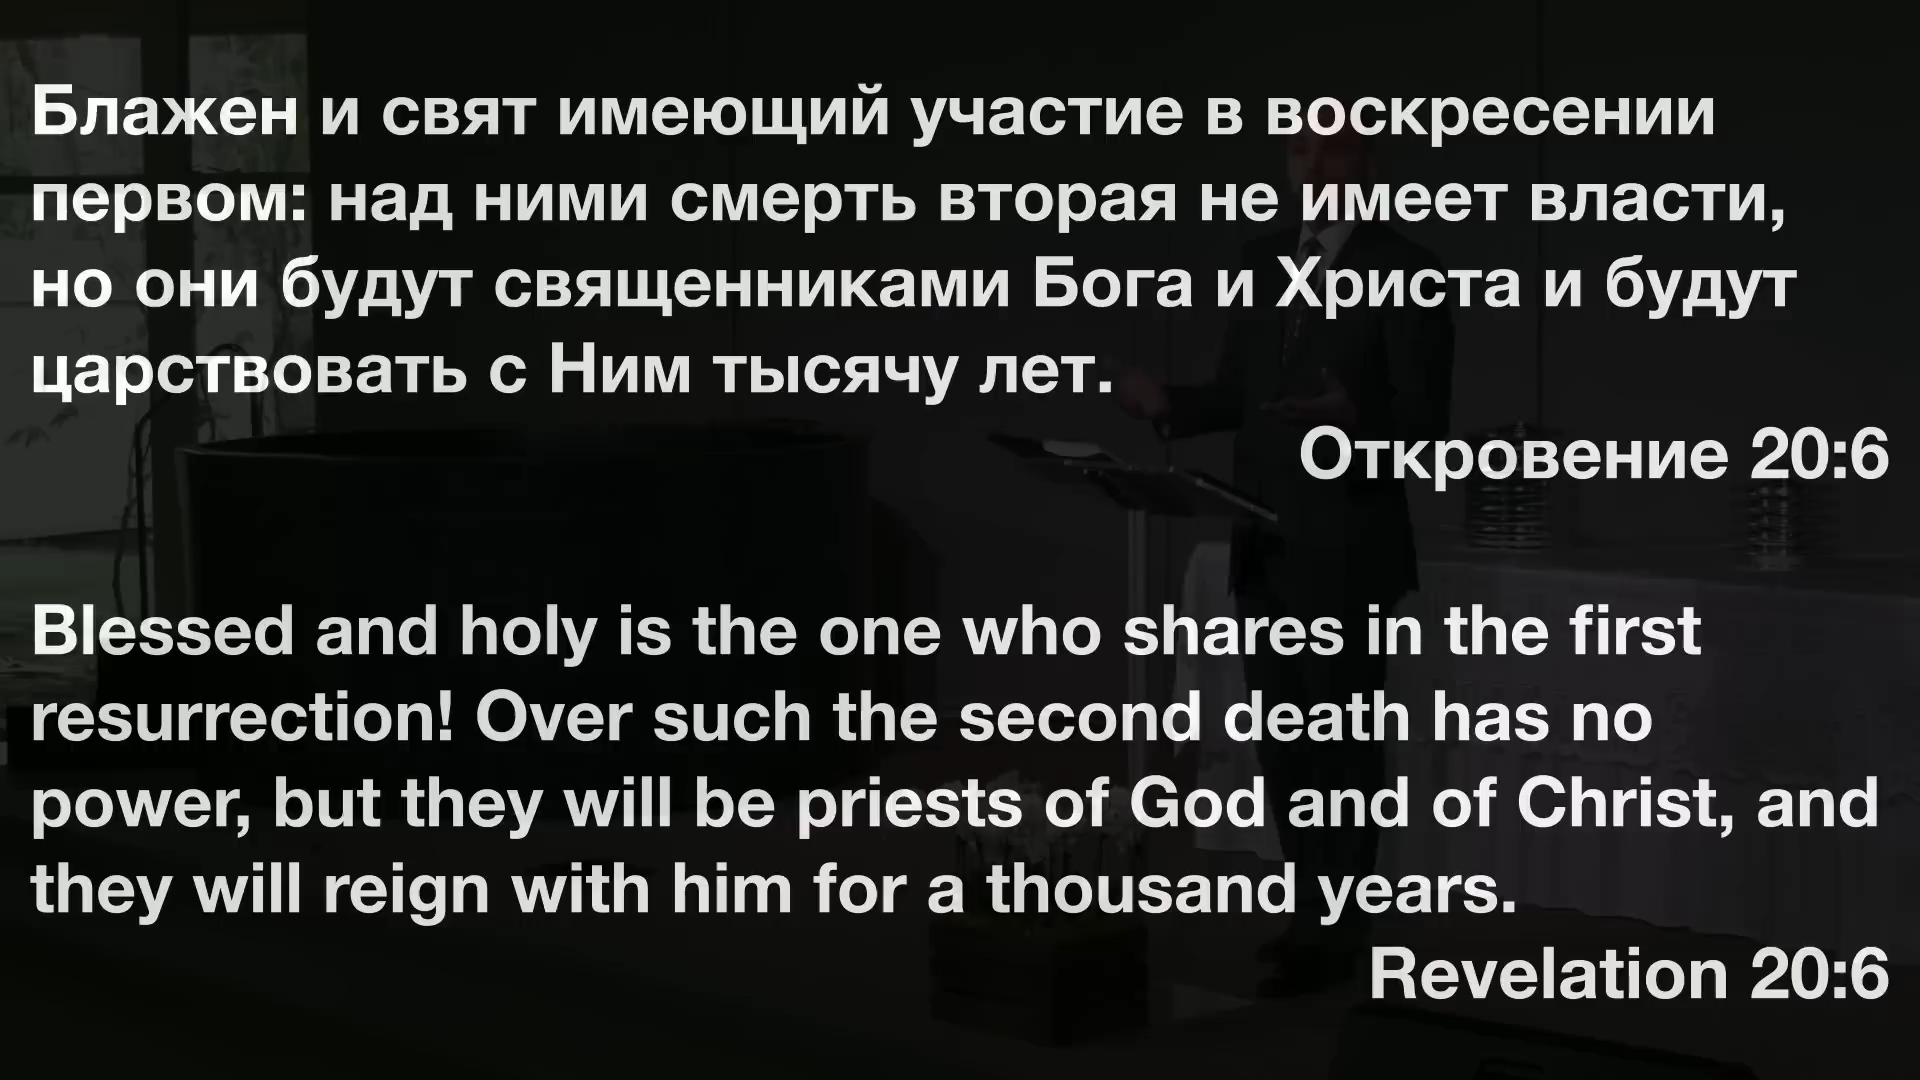 Блажен и свят имеющий участие в воскресении
первом: над ними смерть вторая не имеет власти,
но они будут священниками Бога и Христа и будут
царствовать с Ним тысячу лет.
Откровение 20:6
Blessed and holy is the one who shares in the first
resurrection! Over such the second death has no
power, but they will be priests of God and of Christ, and
they will reign with him for a thousand years.
Revelation 20:6